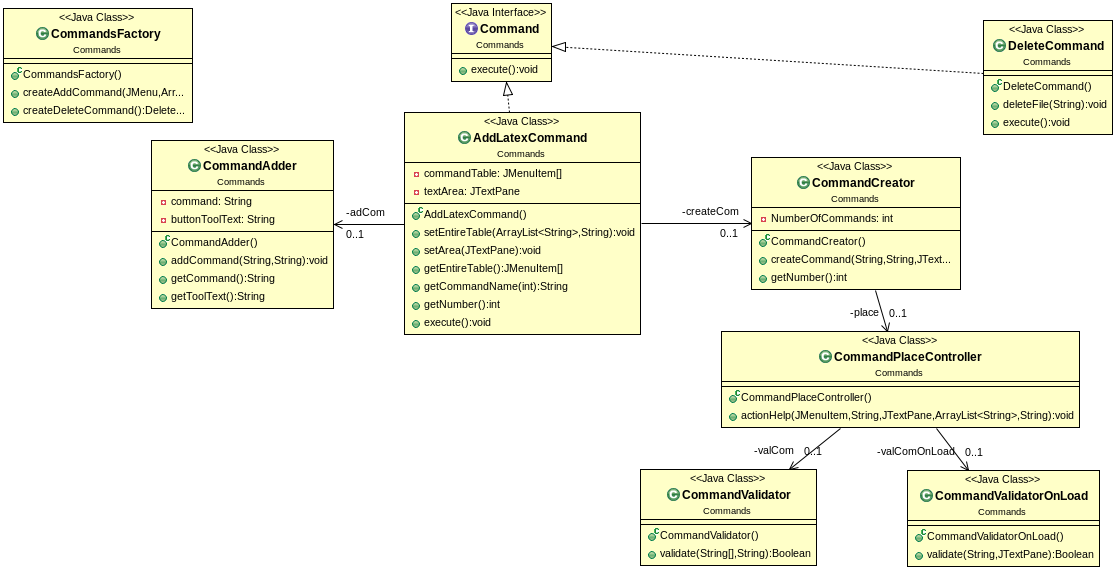 <<Java Class>>
CommandsFactory
Commands
CommandsFactory()
createAddCommand(JMenu,Arr...
createDeleteCommand():Delete...
<<Java Interface>>
Command
Commands
execute():void
<<Java Class>>
DeleteCommand
Commands
DeleteCommand()
deleteFile(String):void
execute():void
<<Java Class>>
CommandAdder
Commands
command: String
buttonToolText: String
CommandAdder()
addCommand(String,String):void
getCommand():String
getToolText():String
-adCom
0..1
<<Java Class>>
AddLatexCommand
Commands
commandTable: JMenuItem[]
textArea: JTextPane
AddLatexCommand()
setEntireTable(ArrayList<String>,String):void
setArea(JTextPane):void
getEntireTable():JMenuItem[]
getCommandName(int):String
getNumber():int
execute():void
-createCom
0..1
<<Java Class>>
CommandCreator
Commands
NumberOfCommands: int
CommandCreator()
createCommand(String,String,JText...
getNumber():int
-place
0..1
<<Java Class>>
CommandPlaceController
Commands
CommandPlaceController()
actionHelp(JMenuItem,String,JTextPane,ArrayList<String>,String):void
-valCom
0..1
-valComOnLoad
0..1
<<Java Class>>
CommandValidator
Commands
CommandValidator()
validate(String[],String):Boolean
<<Java Class>>
CommandValidatorOnLoad
Commands
CommandValidatorOnLoad()
validate(String,JTextPane):Boolean